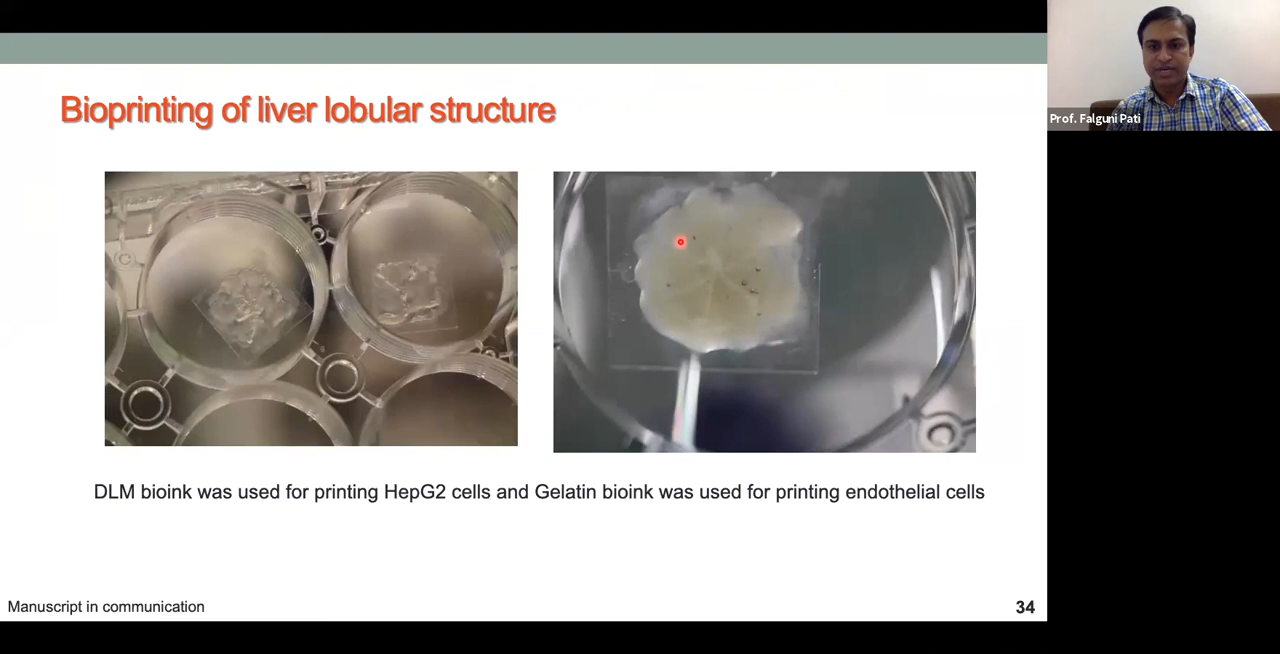 Bioprinting of liver lobular structure
Prof. Falguni Pati
DLM bioink was used for printing HepG2 cells and Gelatin bioink was used for printing endothelial cells
Manuscript in communication
34